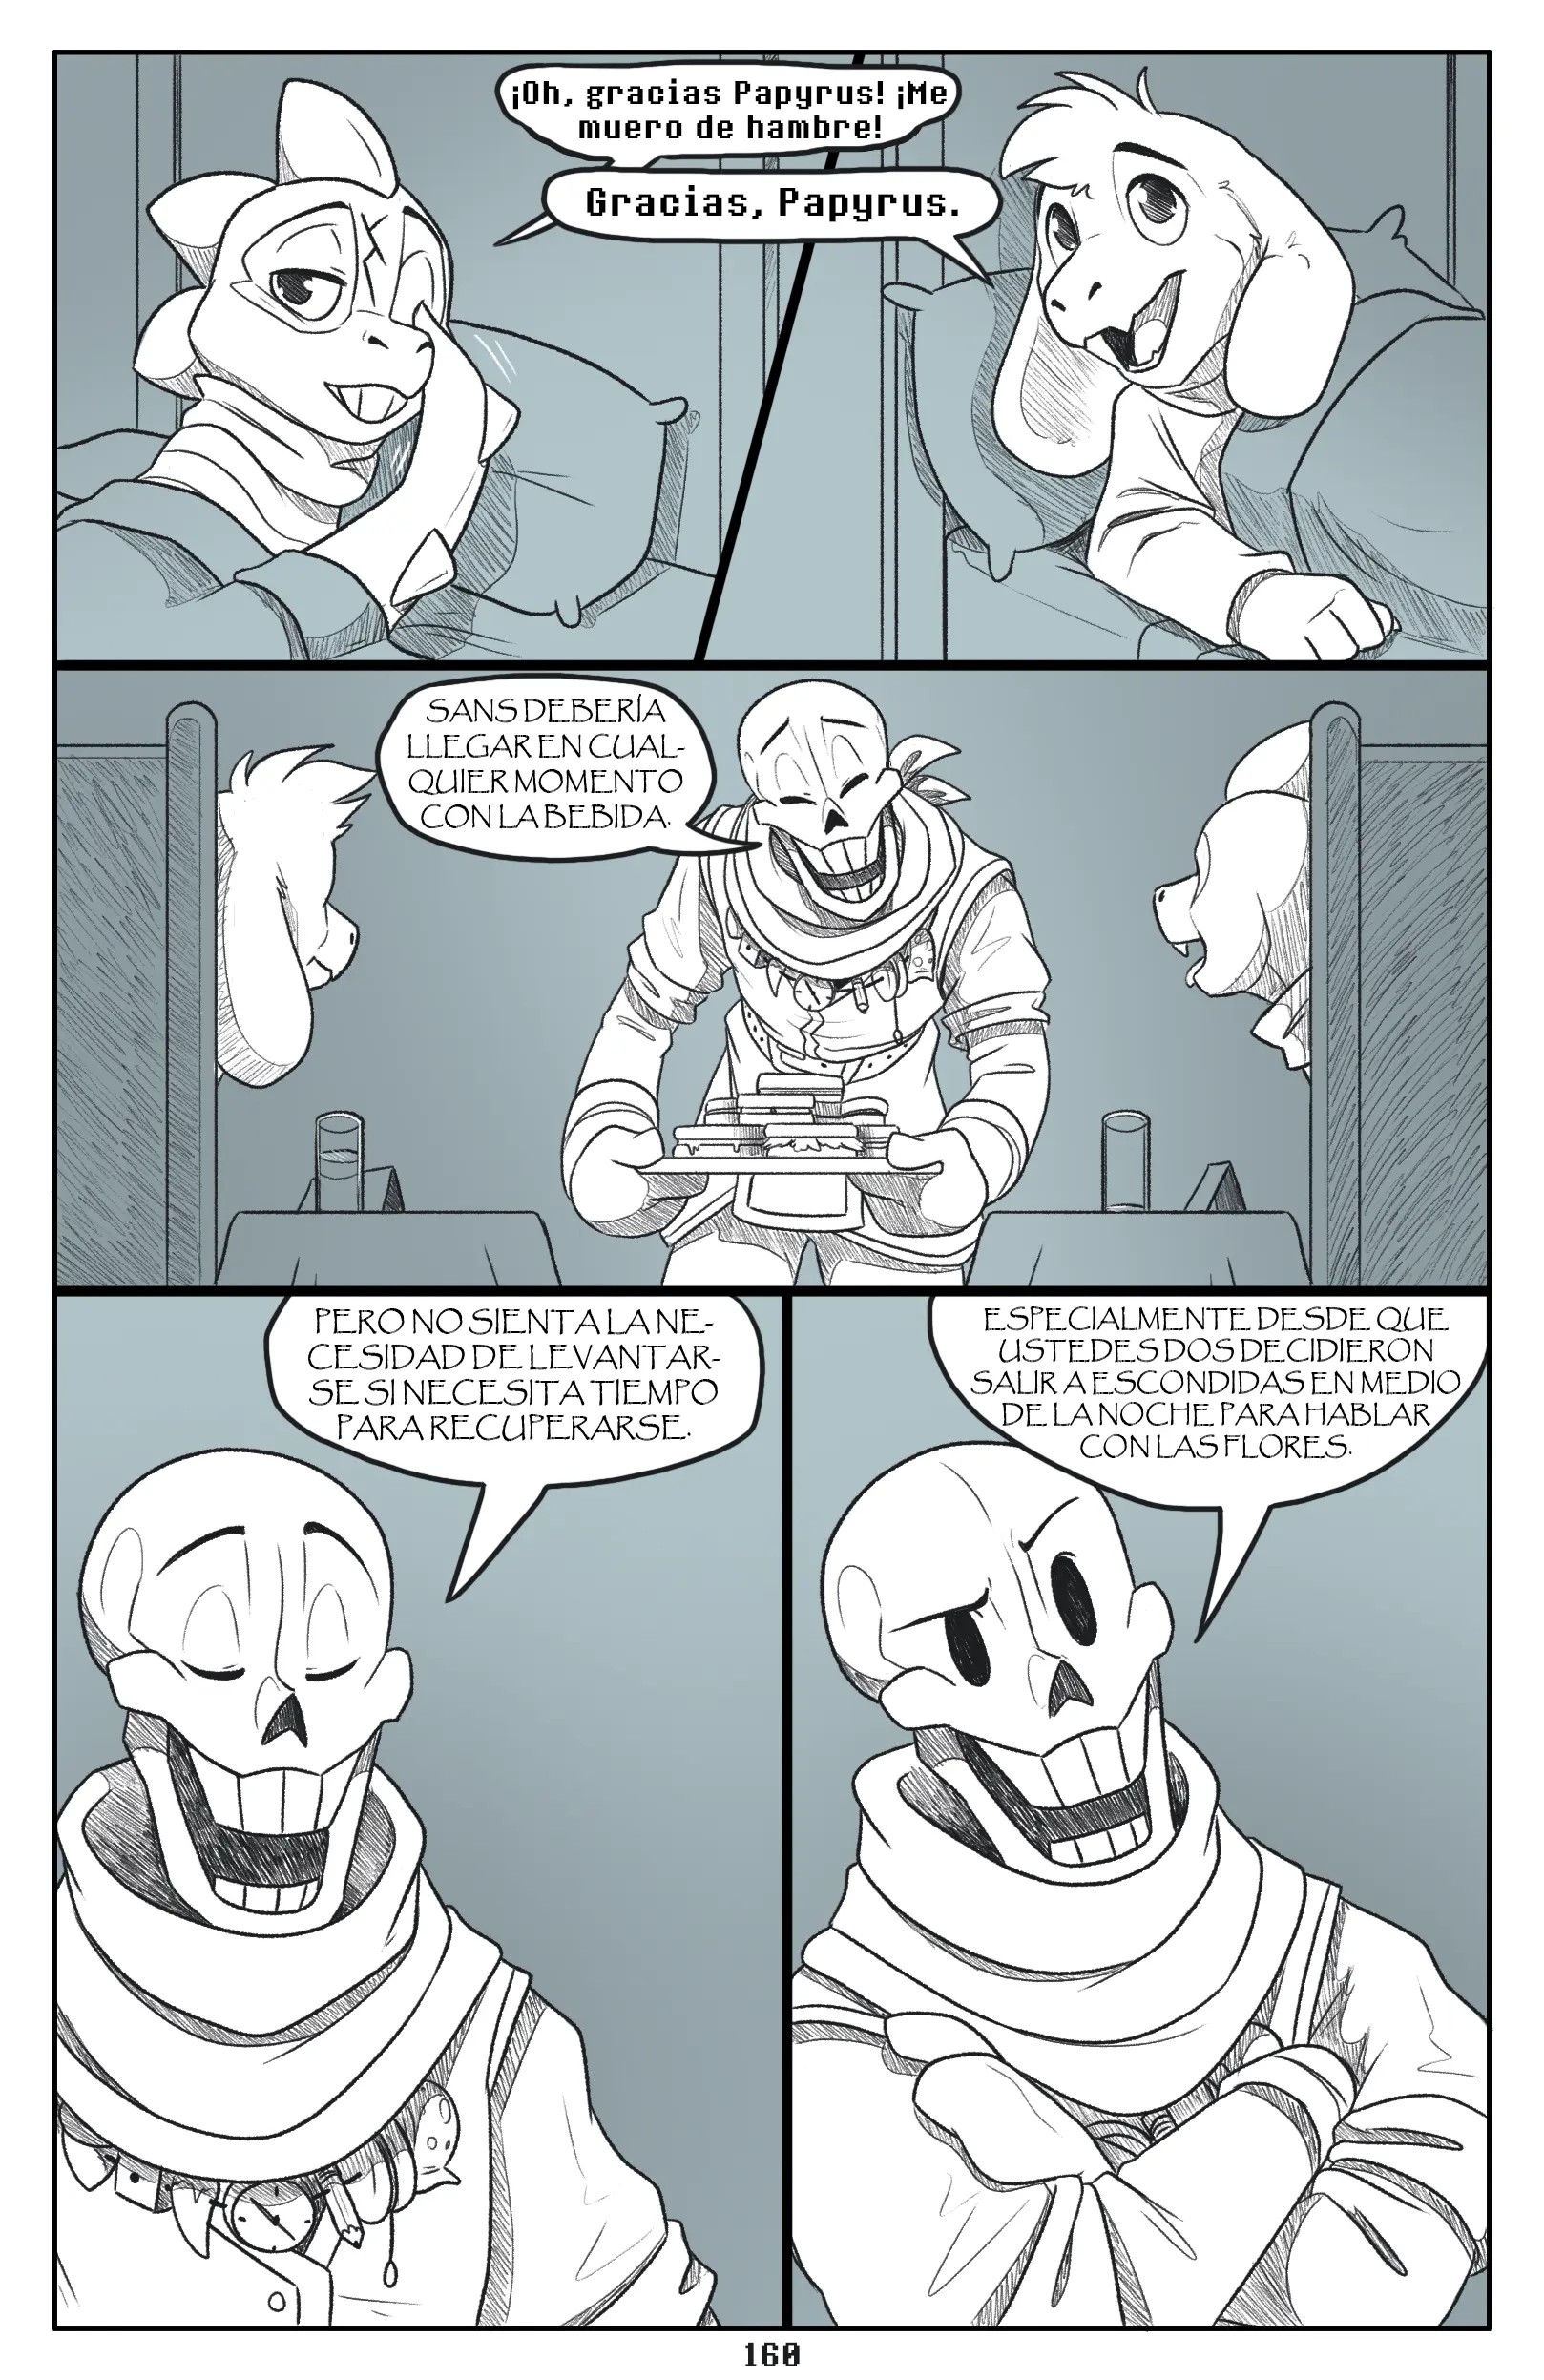 ¡Oh, gracias Papyrus! ¡Me
muero de hambre!
Gracias, Papyrus.
SANS DEBERÍA
LLEGAR EN CUAL-
QUIER MOMENTO
CON LA BEBIDA.
PERO NO SIENTA LA NE-
CESIDAD DE LEVANTAR-
SE SI NECESITA TIEMPO
PARA RECUPERARSE.
ESPECIALMENTE DESDE QUE
USTEDES DOS DECIDIERON
SALIR A ESCONDIDAS EN MEDIO
DE LA NOCHE PARA HABLAR
CON LAS FLORES.
160